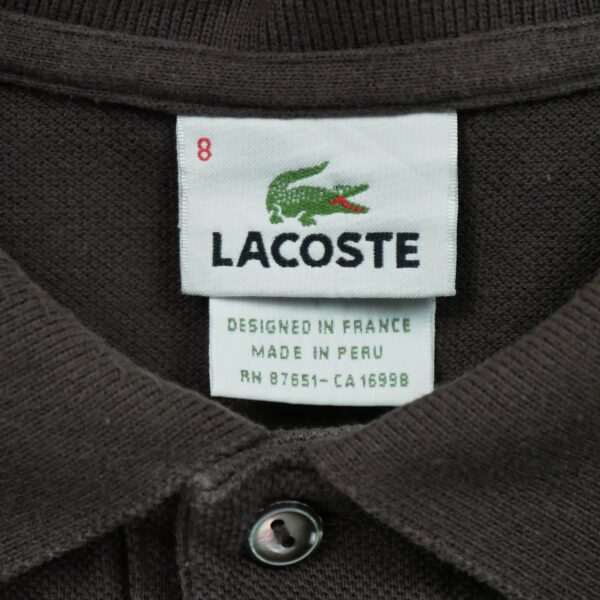 8
LACOSTE
DESIGNED IN FRANCE
MADE IN PERU
RN 87651-CA 16998